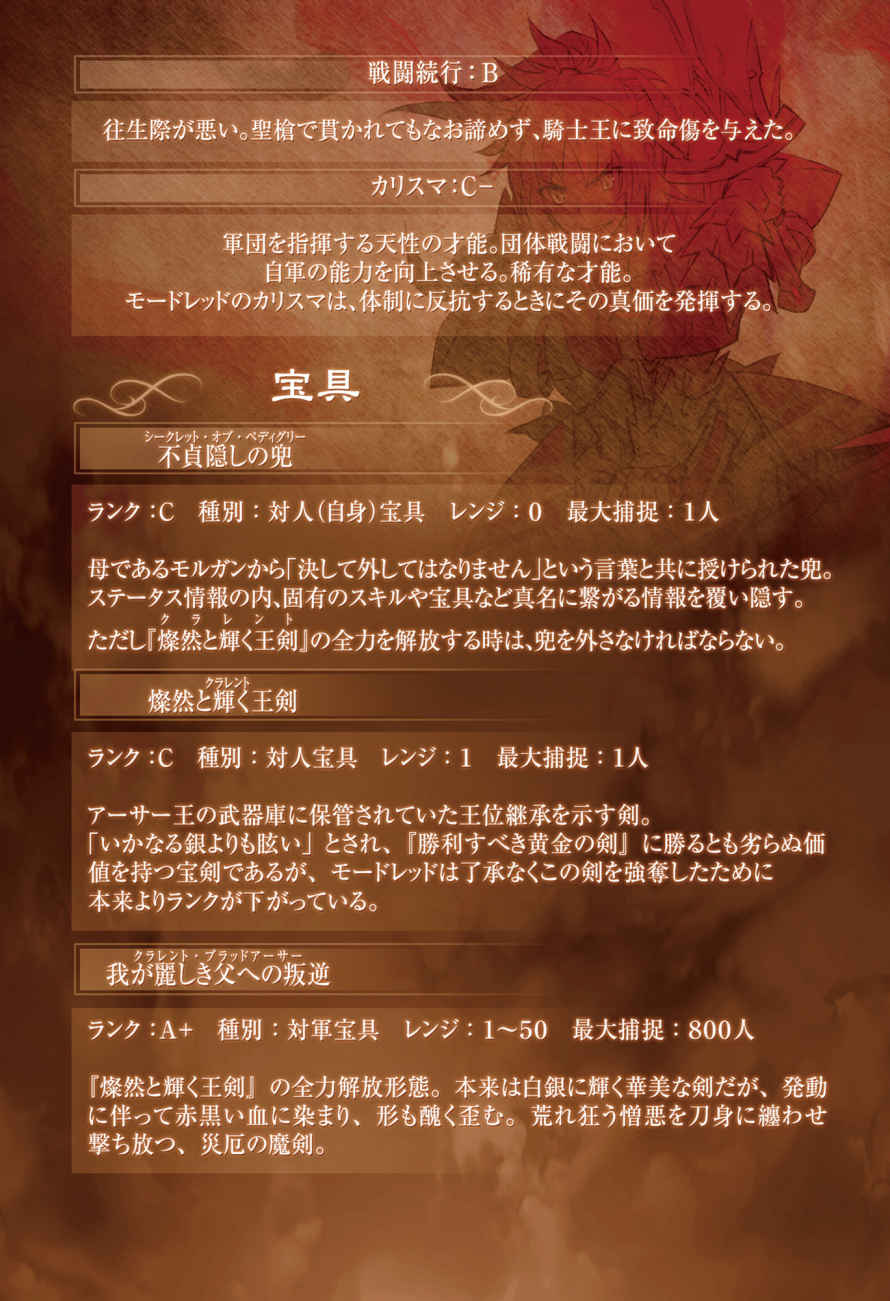 戦闘続行：B
往生際が悪い。聖槍で貫かれてもなお諦めず、騎士王に致命傷を与えた。
カリスマ：C−
軍団を指揮する天性の才能。団体戦闘において
自軍の能力を向上させる。稀有な才能。
モードレッドのカリスマは、体制に反抗するときにその真価を発揮する。
宝具
シークレット・オブ・ペディグリー
不貞隠しの兜
ランク：C　種別：対人（自身）宝具　レンジ：0　最大捕捉：1人
母であるモルガンから「決して外してはなりません」という言葉と共に授けられた兜。
ステータス情報の内、固有のスキルや宝具など真名に繋がる情報を覆い隠す。
クラレント
ただし『燦然と輝く王剣』の全力を解放する時は、兜を外さなければならない。
クラレント
燦然と輝く王剣
ランク：C　種別：対人宝具　レンジ：1　最大捕捉：1人
アーサー王の武器庫に保管されていた王位継承を示す剣。
「いかなる銀よりも眩い」とされ、『勝利すべき黄金の剣』に勝るとも劣らぬ価
値を持つ宝剣であるが、モードレッドは了承なくこの剣を強奪したために
本来よりランクが下がっている。
クラレント・ブラッドアーサー
我が麗しき父への叛逆
ランク：A+　種別：対軍宝具　レンジ：1〜50　最大捕捉：800人
『燦然と輝く王剣』の全力解放形態。本来は白銀に輝く華美な剣だが、発動
に伴って赤黒い血に染まり、形も醜く歪む。荒れ狂う憎悪を刀身に纏わせ
撃ち放つ、災厄の魔剣。